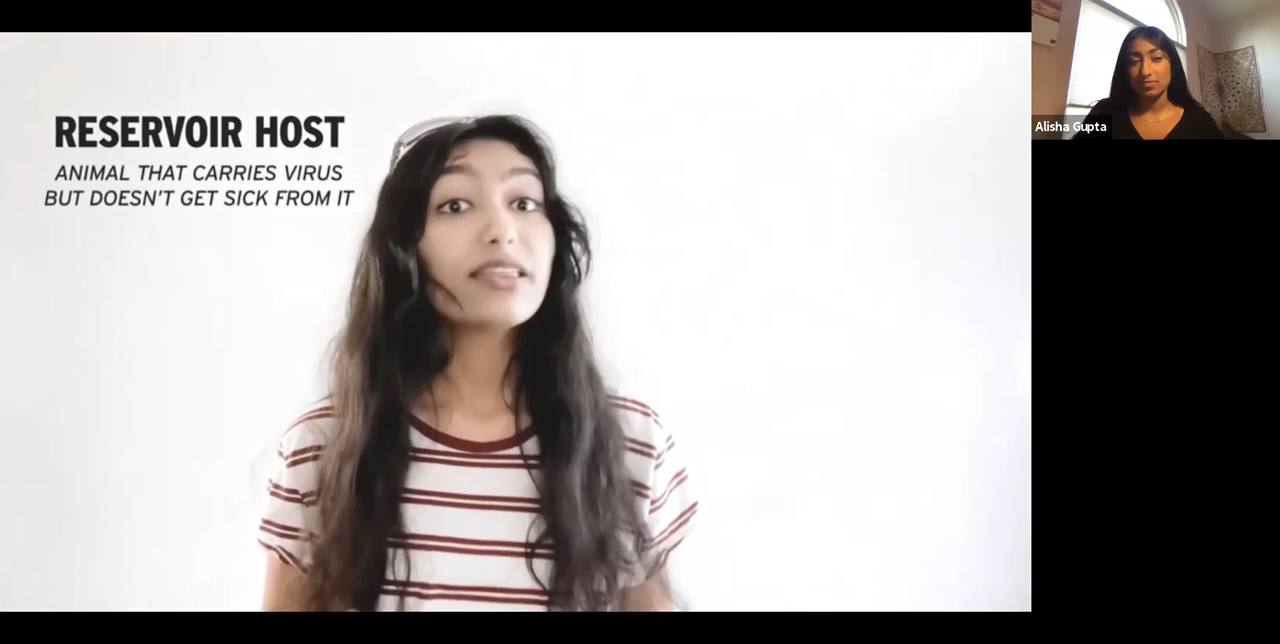 RESERVOIR HOST
ANIMAL THAT CARRIES VIRUS
BUT DOESN'T GET SICK FROM IT
Alisha Gupta